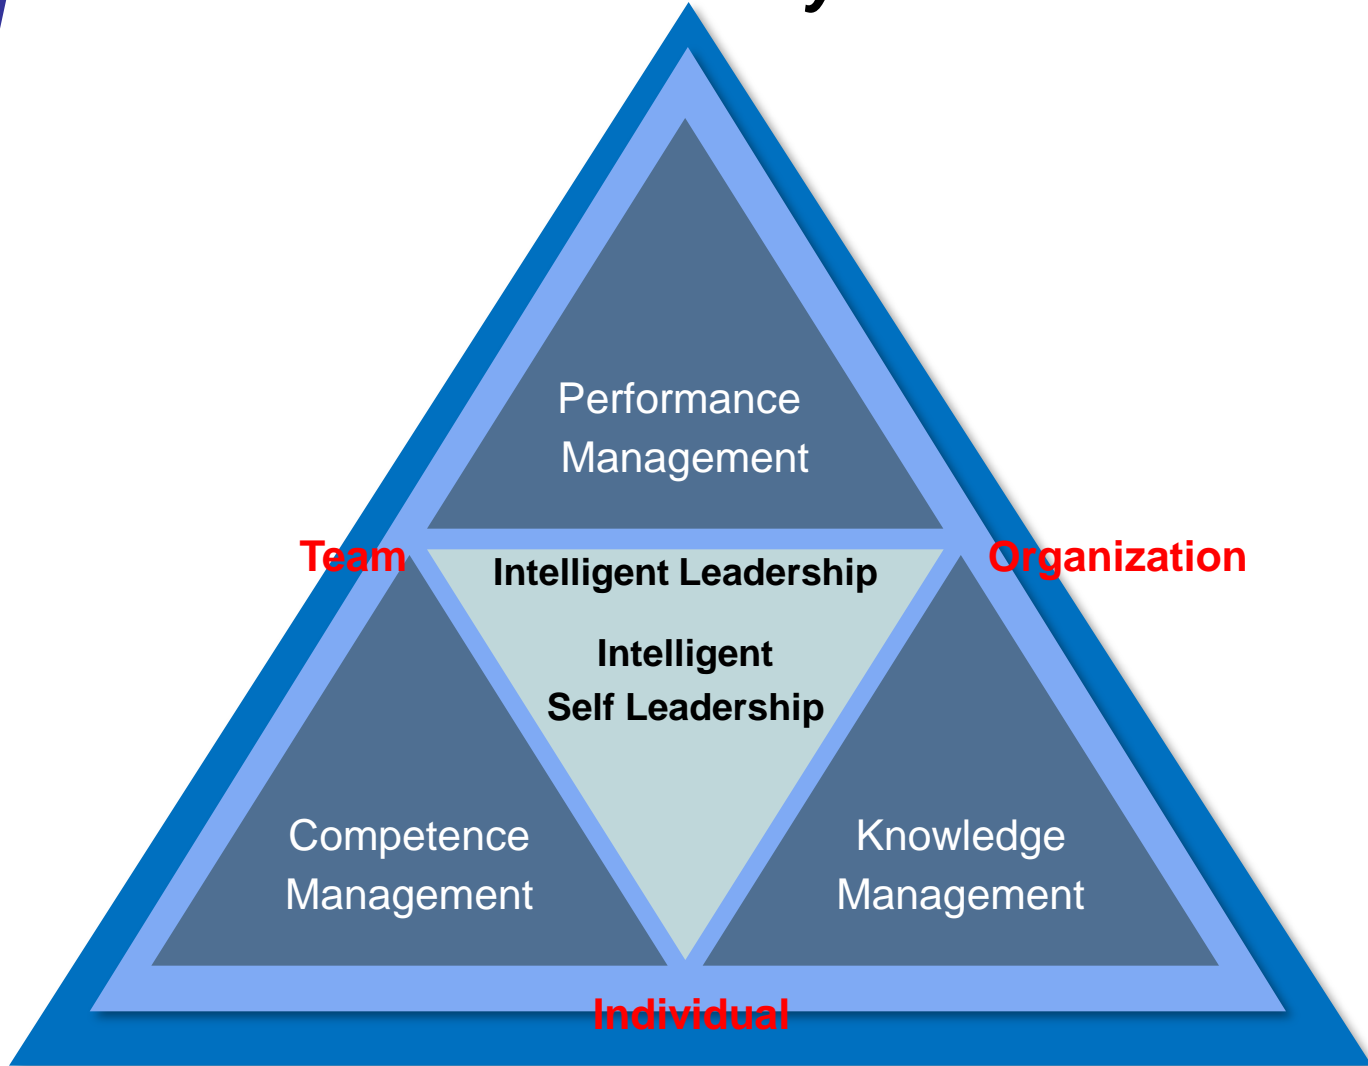 Performance
Management
Team
Organization
Intelligent Leadership
Intelligent
Self Leadership
Competence
Management
Knowledge
Management
Individual